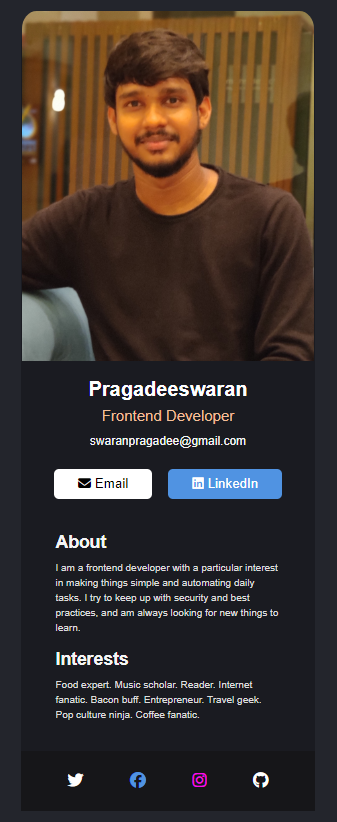 Pragadeeswaran
Frontend Developer
swaranpragadee@gmail.com
Email
LinkedIn
About
I am a frontend developer with a particular interest
in making things simple and automating daily
tasks. I try to keep up with security and best
practices, and am always looking for new things to
learn.
Interests
Food expert. Music scholar. Reader. Internet
fanatic. Bacon buff. Entrepreneur. Travel geek.
Pop culture ninja. Coffee fanatic.